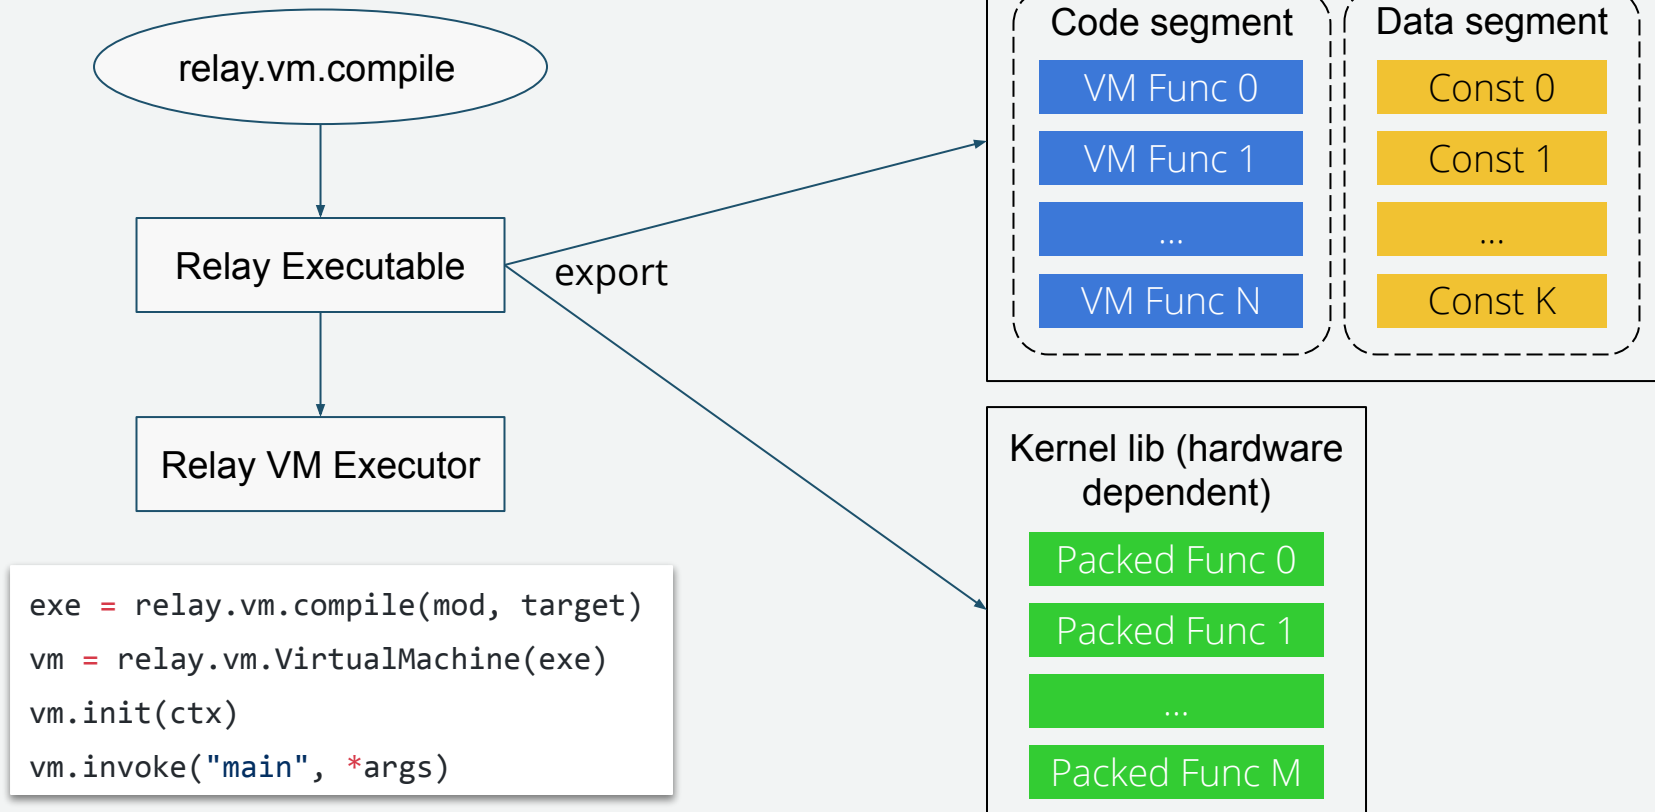 relay.vm.compile
Relay Executable
export
Relay VM Executor
exe = relay.vm.compile(mod, target)
vm = relay.vm.VirtualMachine(exe)
vm.init(ctx)
vm.invoke("main", *args)
Code segment
VM Func 0
VM Func 1
...
VM Func N
Data segment
Const 0
Const 1
...
Const K
Kernel lib (hardware
dependent)
Packed Func 0
Packed Func 1
...
Packed Func M